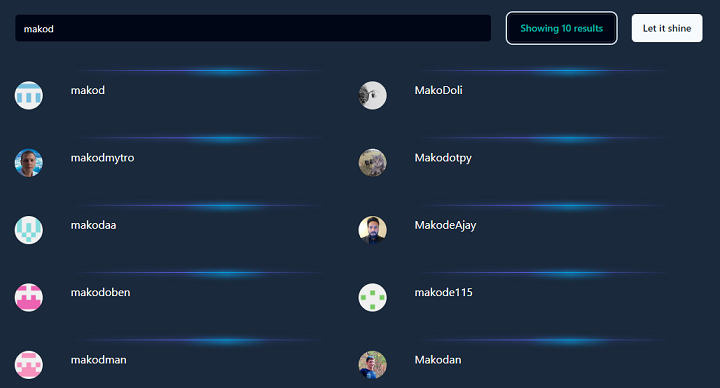 makod
Showing 10 results
Let it shine
makod
MakoDoli
makodmytro
Makodotpy
makodaa
MakodeAjay
makodoben
makode115
makodman
Makodan